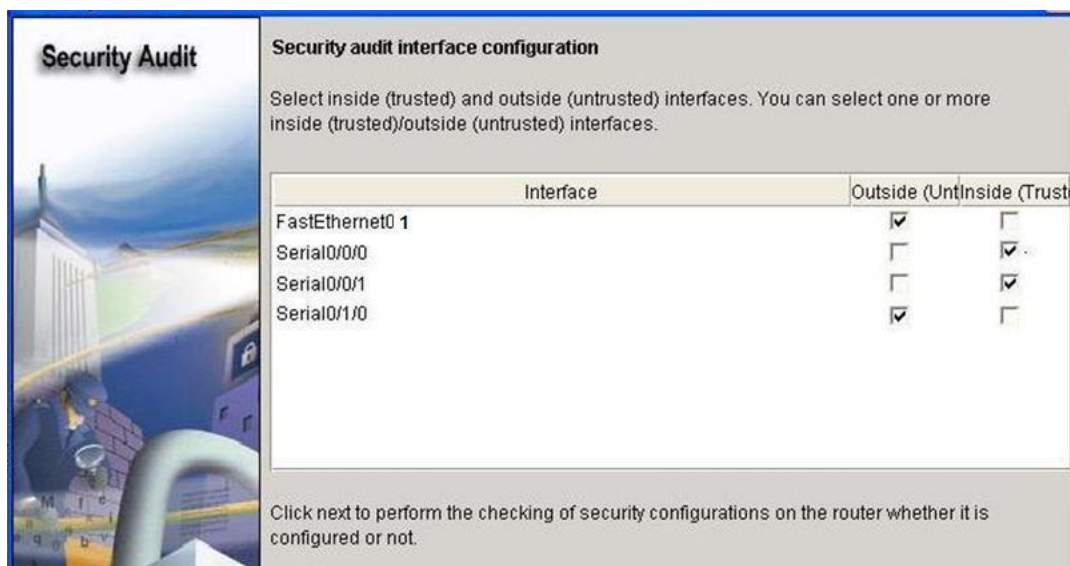 Security Audit
Security audit interface configuration
Select inside (trusted) and outside (untrusted) interfaces. You can select one or more
inside (trusted)/outside (untrusted) interfaces.
Interface Outside (Unt Inside (Trust
FastEthernet0 1
Serial0/0/0
Serial0/0/1
Serial0/1/0
Click next to perform the checking of security configurations on the router whether it is
configured or not.